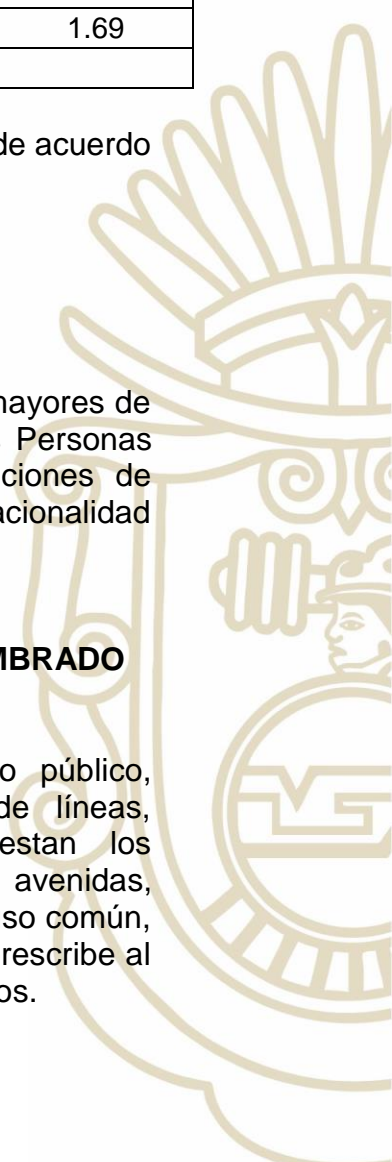 1.69
de acuerdo
mayores de
Personas
ciones de
acionalidad
MBRADO
o público,
de líneas,
estan los
avenidas,
so común,
rescribe al
os.